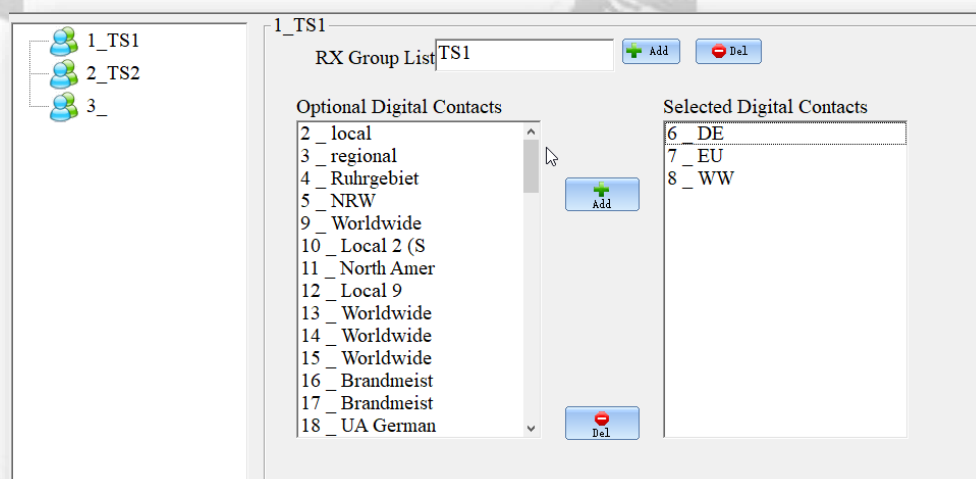 1_TS1
2_TS2
3_
1_TS1
RX Group List TS1 Add Del
Optional Digital Contacts
2 _ local
3 _ regional
4 _ Ruhrgebiet
5 _ NRW
9 _ Worldwide
10 _ Local 2 (S
11 _ North Amer
12 _ Local 9
13 _ Worldwide
14 _ Worldwide
15 _ Worldwide
16 _ Brandmeist
17 _ Brandmeist
18 _ UA German
Add
Del
Selected Digital Contacts
6 _ DE
7 _ EU
8 _ WW